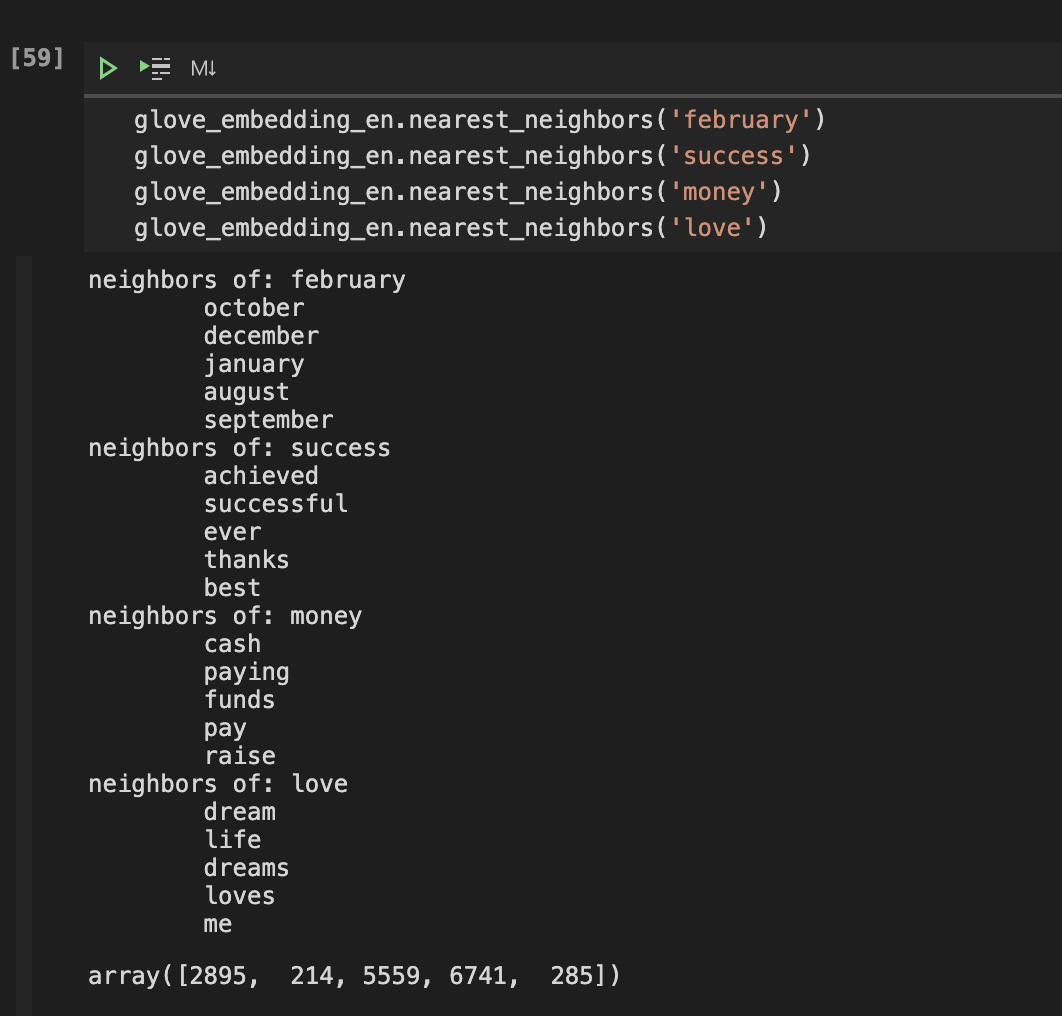 [59]
M↓
glove_embedding_en.nearest_neighbors('february')
glove_embedding_en.nearest_neighbors('success')
glove_embedding_en.nearest_neighbors('money')
glove_embedding_en.nearest_neighbors('love')
neighbors of: february
october
december
january
august
september
neighbors of: success
achieved
successful
ever
thanks
best
neighbors of: money
cash
paying
funds
pay
raise
neighbors of: love
dream
life
dreams
loves
me
array([2895,  214, 5559, 6741,  285])